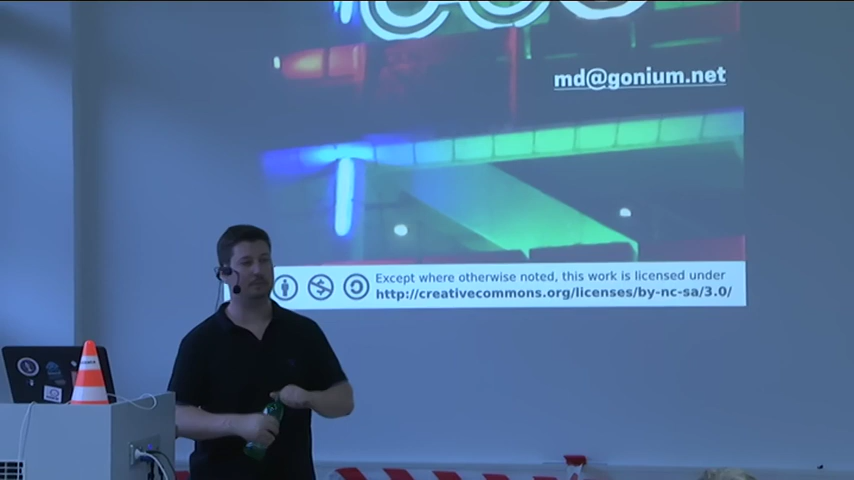 md@gonium.net
Except where otherwise noted, this work is licensed under
http://creativecommons.org/licenses/by-nc-sa/3.0/